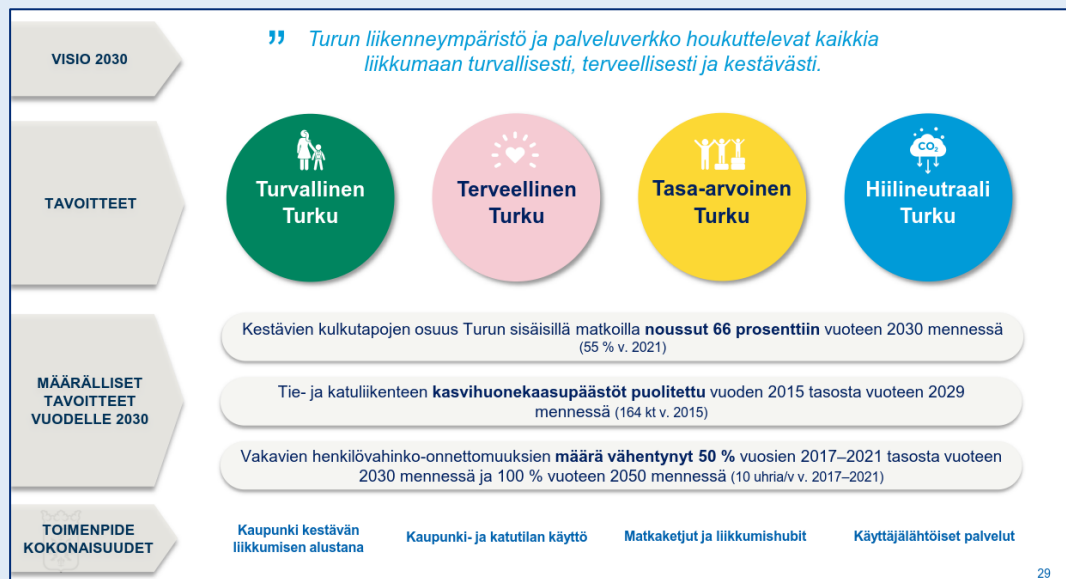 VISIO 2030
” Turun liikenneympäristö ja palveluverkko houkuttelevat kaikkia
liikkumaan turvallisesti, terveellisesti ja kestävästi.
TAVOITTEET
Turvallinen
Turku
Terveellinen
Turku
Tasa-arvoinen
Turku
CO₂
Hiilineutraali
Turku
MÄÄRÄLLISET
TAVOITTEET
VUODELLE 2030
Kestävien kulkutapojen osuus Turun sisäisillä matkoilla noussut 66 prosenttiin vuoteen 2030 mennessä
(55 % v. 2021)
Tie- ja katuliikenteen kasvihuonekaasupäästöt puolitettu vuoden 2015 tasosta vuoteen 2029
mennessä (164 kt v. 2015)
Vakavien henkilövahinko-onnettomuuksien määrä vähentynyt 50 % vuosien 2017–2021 tasosta vuoteen
2030 mennessä ja 100 % vuoteen 2050 mennessä (10 uhria/v v. 2017–2021)
TOIMENPIDE
KOKONAISUUDET
Kaupunki kestävän
liikkumisen alustana
Kaupunki- ja katutilan käyttö
Matkaketjut ja liikkumishubit
Käyttäjälähtöiset palvelut
29